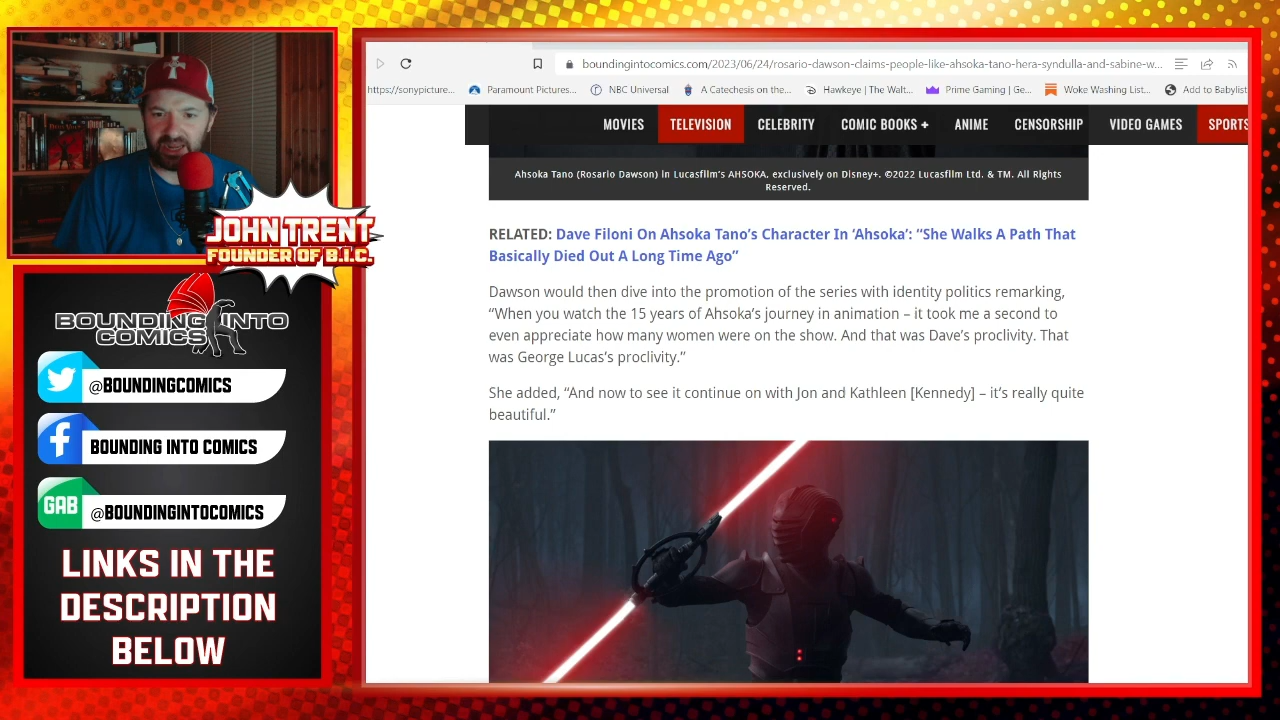 JOHN TRENT
FOUNDER OF B.I.C.
BOUNDING INTO
COMICS
@BOUNDINGCOMICS
BOUNDING INTO COMICS
GAB
@BOUNDINGINTOCOMICS
LINKS IN THE
DESCRIPTION
BELOW
boundingintocomics.com/2023/06/24/rosario-dawson-claims-people-like-ahsoka-tano-hera-syndulla-and-sabine-w...
https://sonypicture... Paramount Pictures... NBC Universal A Catechesis on the... Hawkeye | The Walt... Prime Gaming | Ge... Woke Washing List... Add to Babylist
MOVIES TELEVISION CELEBRITY COMIC BOOKS + ANIME CENSORSHIP VIDEO GAMES SPORTS
Ahsoka Tano (Rosario Dawson) in Lucasfilm's AHSOKA, exclusively on Disney+. ©2022 Lucasfilm Ltd. & TM. All Rights
Reserved.
RELATED: Dave Filoni On Ahsoka Tano’s Character In ‘Ahsoka’: “She Walks A Path That
Basically Died Out A Long Time Ago”
Dawson would then dive into the promotion of the series with identity politics remarking,
“When you watch the 15 years of Ahsoka’s journey in animation – it took me a second to
even appreciate how many women were on the show. And that was Dave’s proclivity. That
was George Lucas’s proclivity.”
She added, “And now to see it continue on with Jon and Kathleen [Kennedy] – it’s really quite
beautiful.”